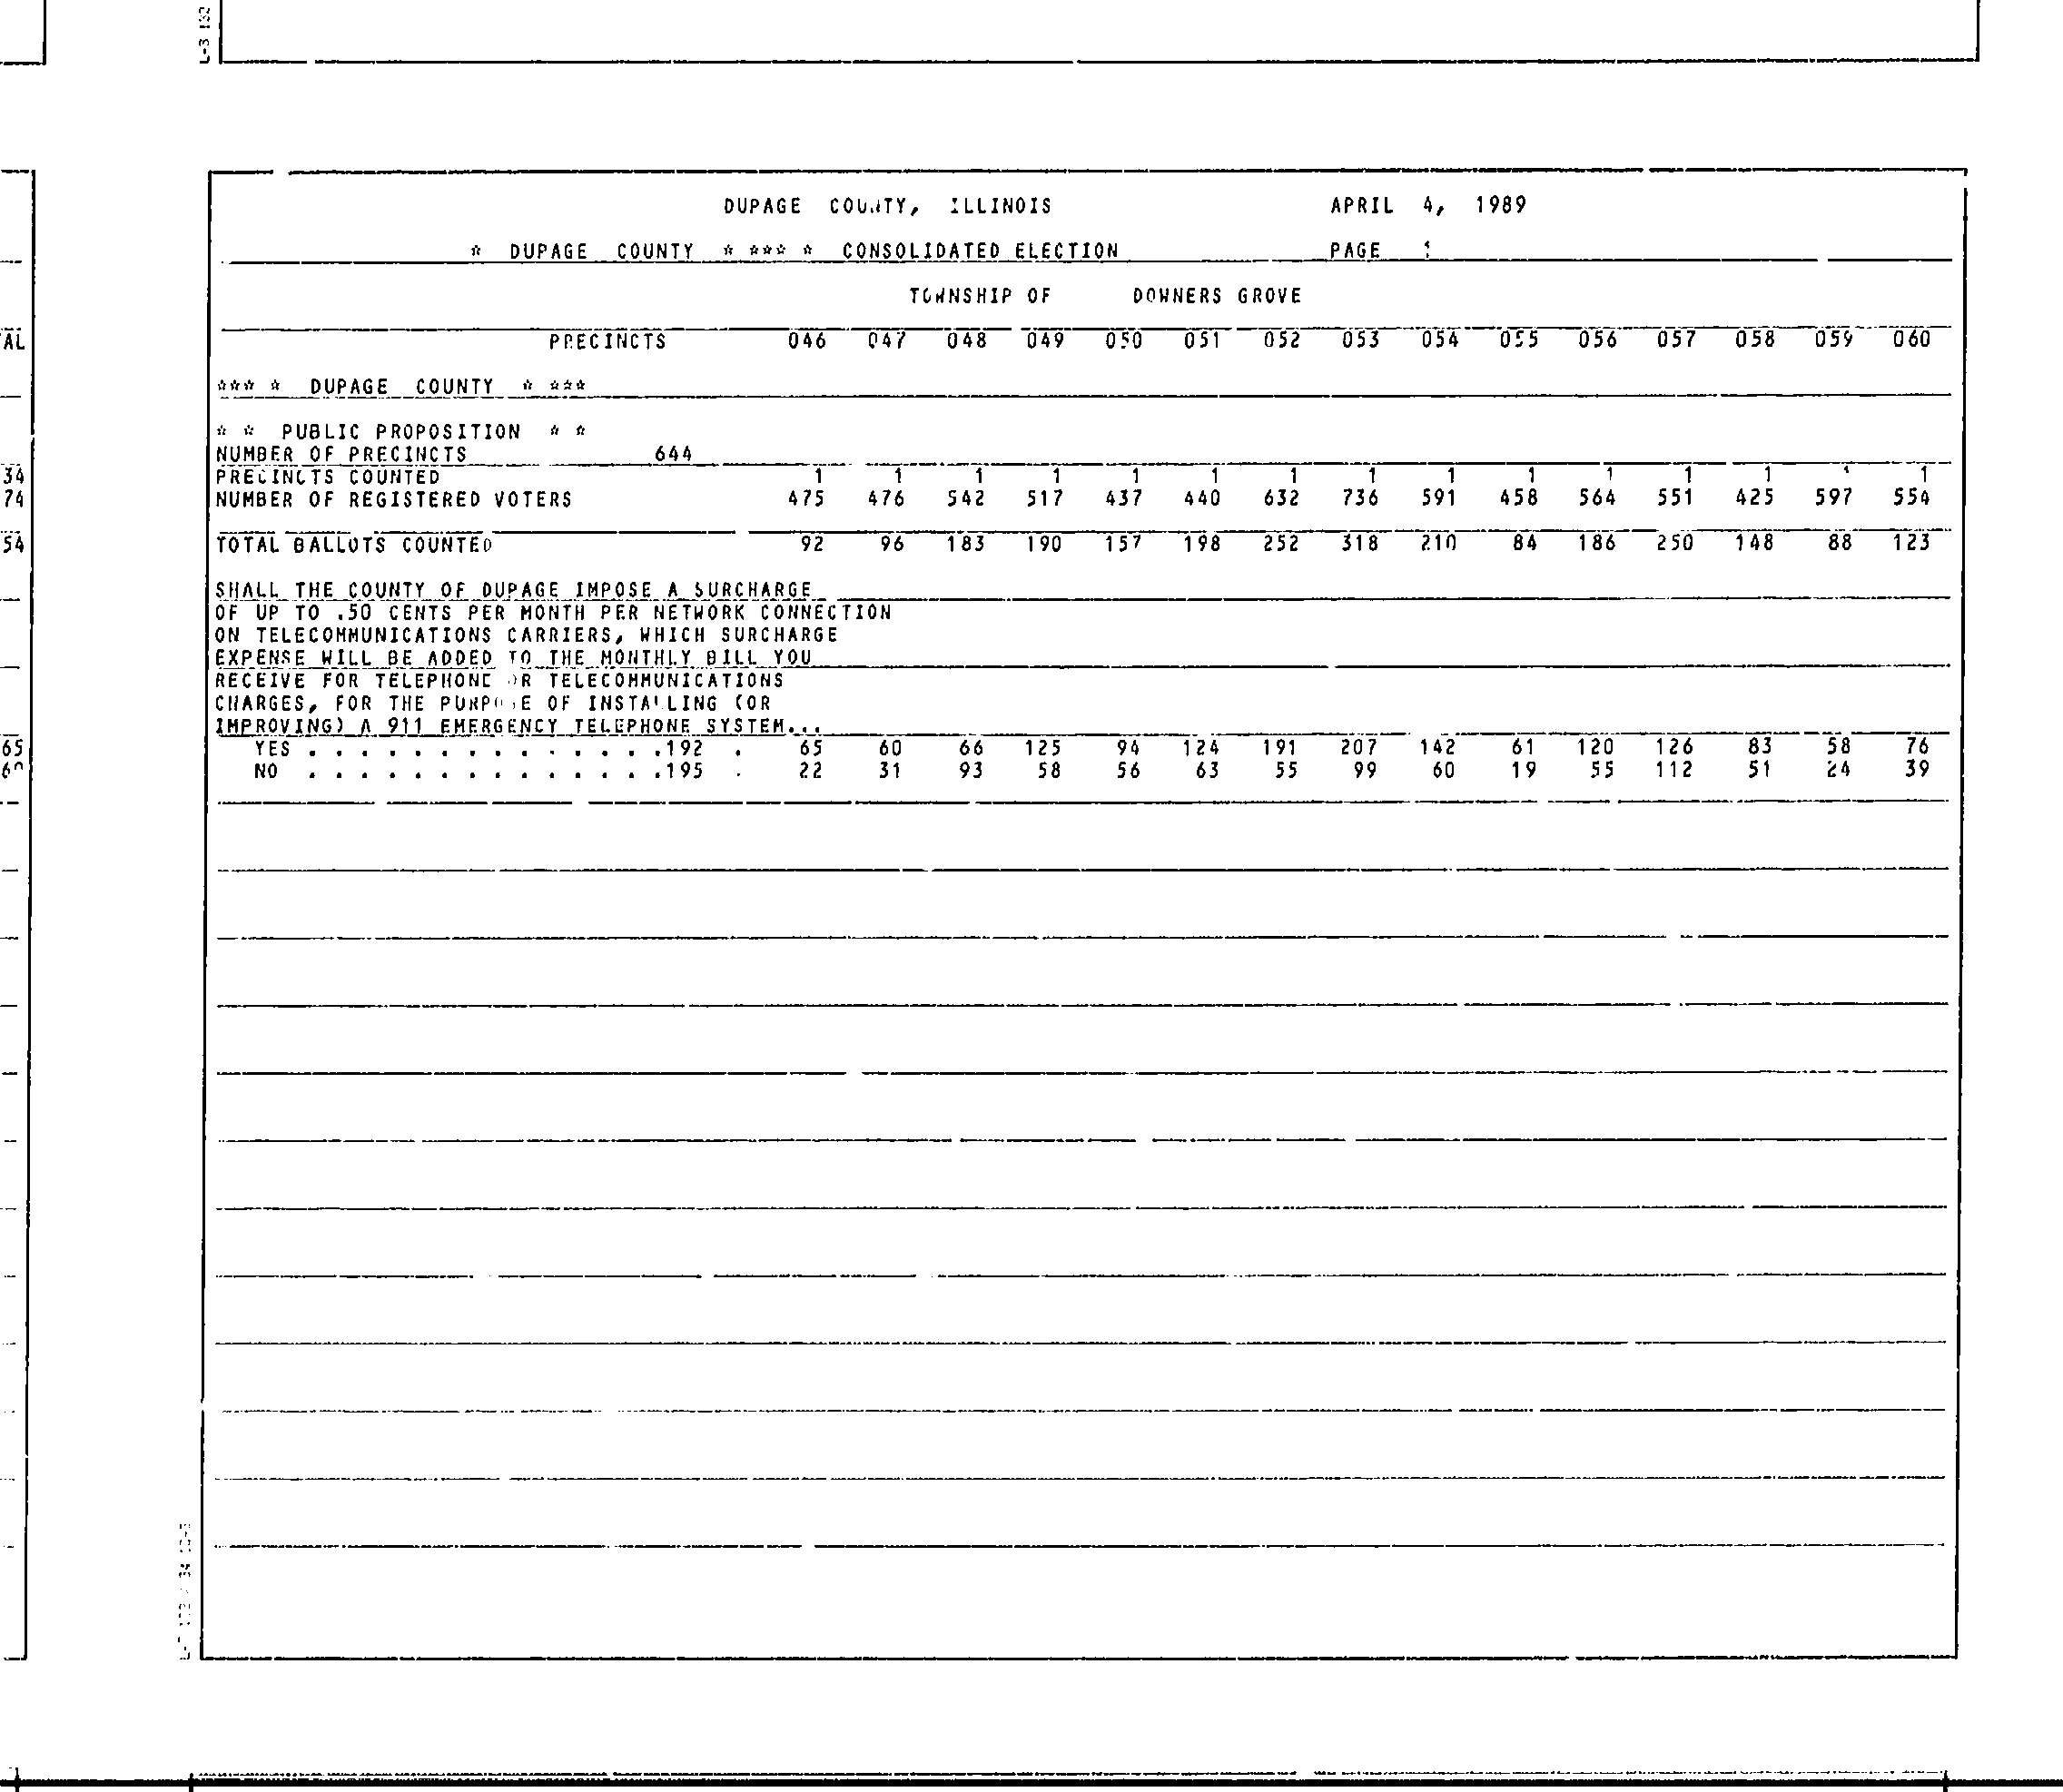 L-3 132
DUPAGE COUNTY, ILLINOIS APRIL 4, 1989
* DUPAGE COUNTY * *** * CONSOLIDATED ELECTION PAGE 1
TOWNSHIP OF DOWNERS GROVE
AL
PRECINCTS 046 047 048 049 050 051 052 053 054 055 056 057 058 059 060
*** * DUPAGE COUNTY * ***
* * PUBLIC PROPOSITION * *
NUMBER OF PRECINCTS 644
34
PRECINCTS COUNTED 1 1 1 1 1 1 1 1 1 1 1 1 1 1 1
74
NUMBER OF REGISTERED VOTERS 475 476 542 517 437 440 632 736 591 458 564 551 425 597 554
54
TOTAL BALLOTS COUNTED 92 96 183 190 157 198 252 318 210 84 186 250 148 88 123
SHALL THE COUNTY OF DUPAGE IMPOSE A SURCHARGE
OF UP TO .50 CENTS PER MONTH PER NETWORK CONNECTION
ON TELECOMMUNICATIONS CARRIERS, WHICH SURCHARGE
EXPENSE WILL BE ADDED TO THE MONTHLY BILL YOU
RECEIVE FOR TELEPHONE OR TELECOMMUNICATIONS
CHARGES, FOR THE PURPOSE OF INSTALLING (OR
IMPROVING) A 911 EMERGENCY TELEPHONE SYSTEM...
65
YES . . . . . . . . . . . . . .192 . 65 60 66 125 94 124 191 207 142 61 120 126 83 58 76
NO . . . . . . . . . . . . . .195 . 22 31 93 58 56 63 55 99 60 19 55 112 51 24 39